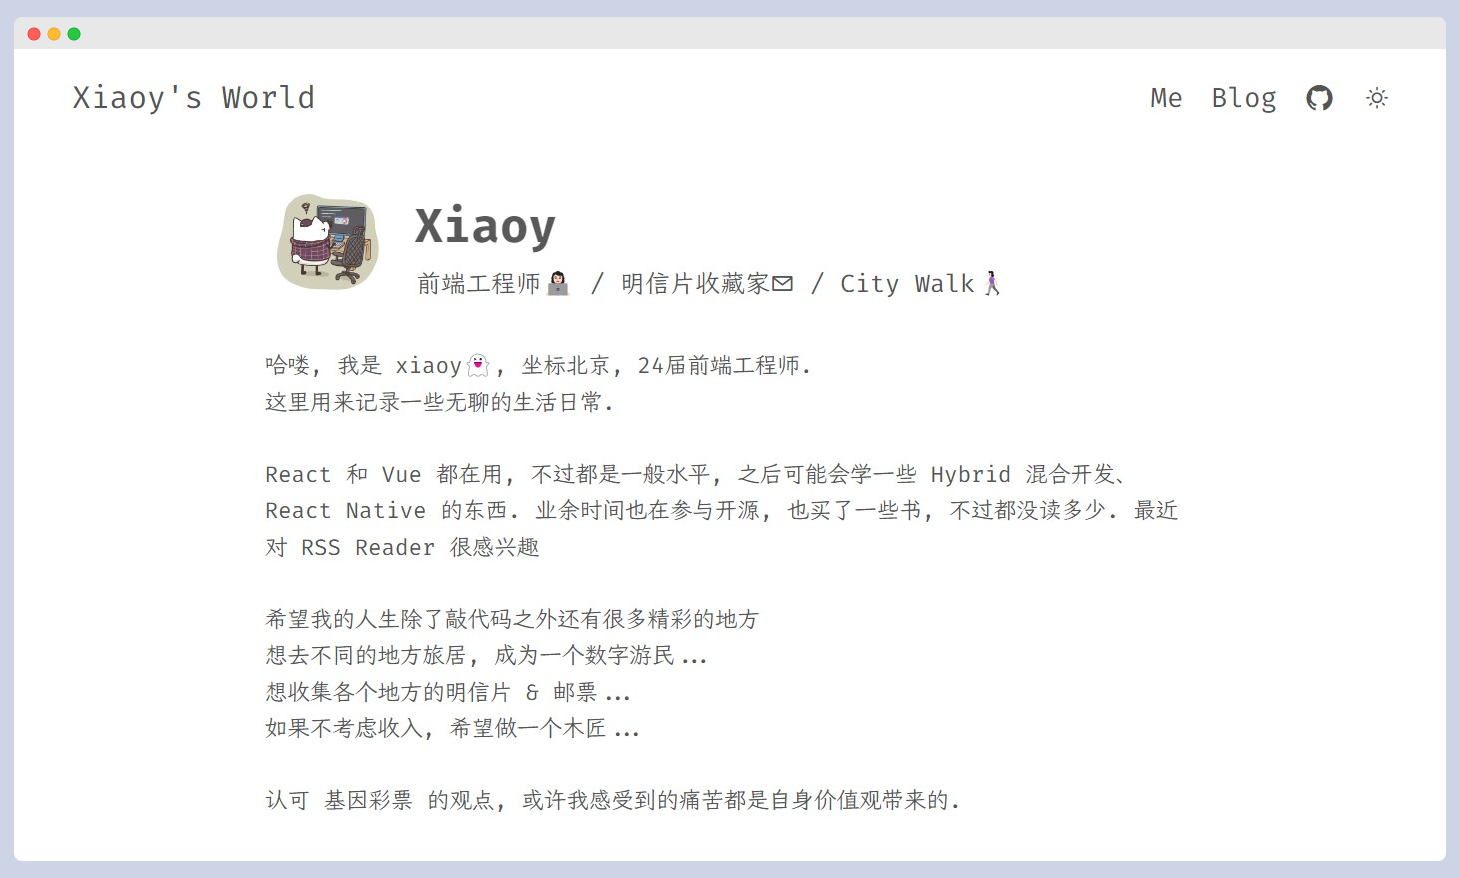 Xiaoy's World
Me Blog
Xiaoy
前端工程师👩🏻‍💻 / 明信片收藏家✉ / City Walk🚶🏻‍♀️
哈喽, 我是 xiaoy👻, 坐标北京, 24届前端工程师.
这里用来记录一些无聊的生活日常.
React 和 Vue 都在用, 不过都是一般水平, 之后可能会学一些 Hybrid 混合开发、
React Native 的东西. 业余时间也在参与开源, 也买了一些书, 不过都没读多少. 最近
对 RSS Reader 很感兴趣
希望我的人生除了敲代码之外还有很多精彩的地方
想去不同的地方旅居, 成为一个数字游民...
想收集各个地方的明信片 & 邮票...
如果不考虑收入, 希望做一个木匠...
认可 基因彩票 的观点, 或许我感受到的痛苦都是自身价值观带来的.